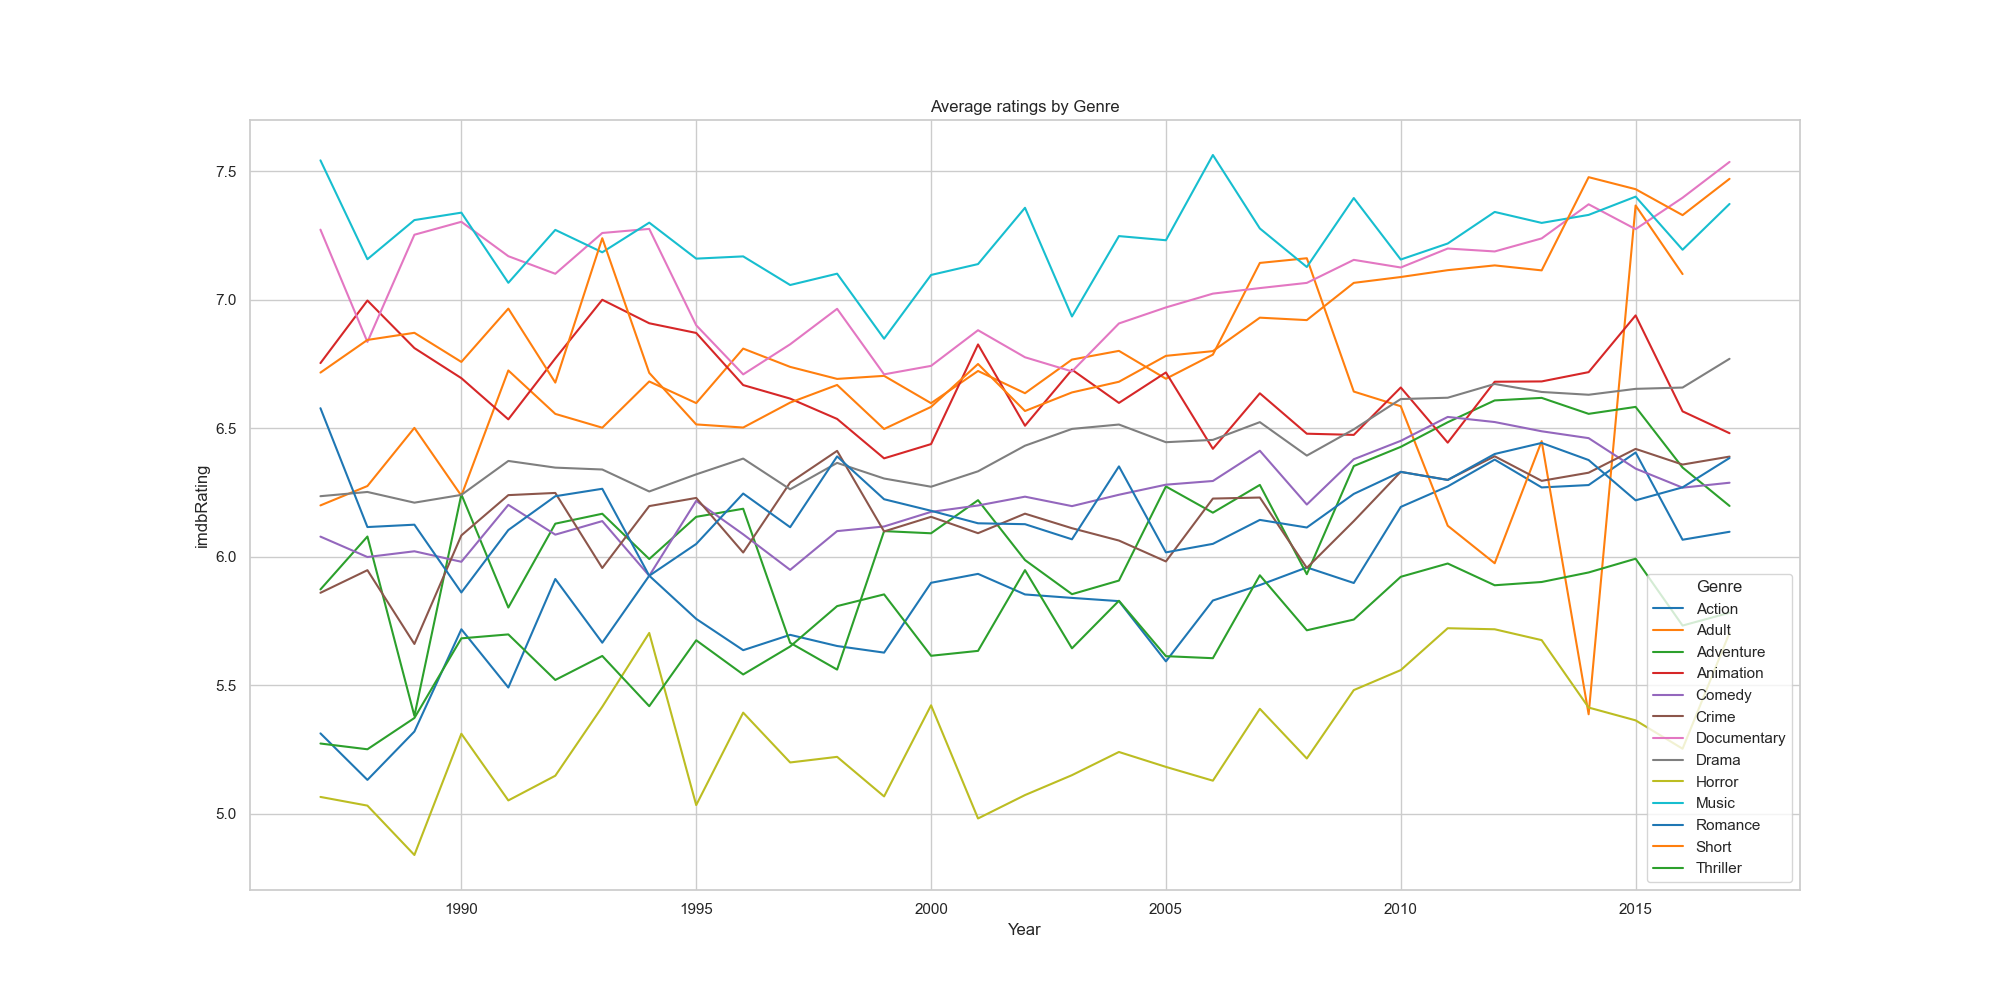 Average ratings by Genre
imdbRating
7.5
7.0
6.5
6.0
5.5
5.0
1990
1995
2000
2005
2010
2015
Year
Genre
Action
Adult
Adventure
Animation
Comedy
Crime
Documentary
Drama
Horror
Music
Romance
Short
Thriller